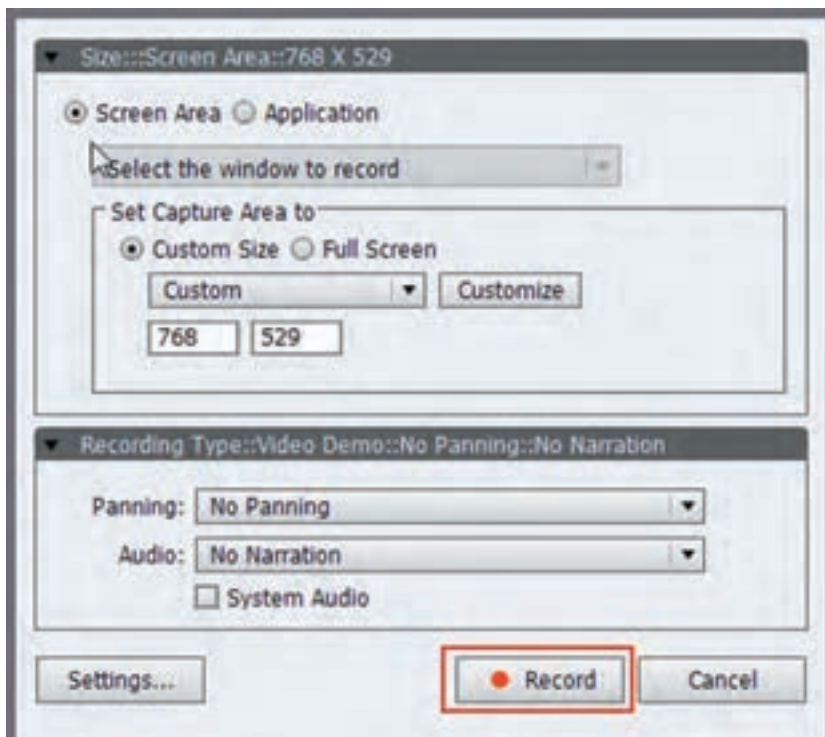 Size:::Screen Area::768 X 529
Screen Area Application
Select the window to record
Set Capture Area to
Custom Size Full Screen
Custom Customize
768 529
Recording Type::Video Demo::No Panning::No Narration
Panning: No Panning
Audio: No Narration
System Audio
Settings... Record Cancel